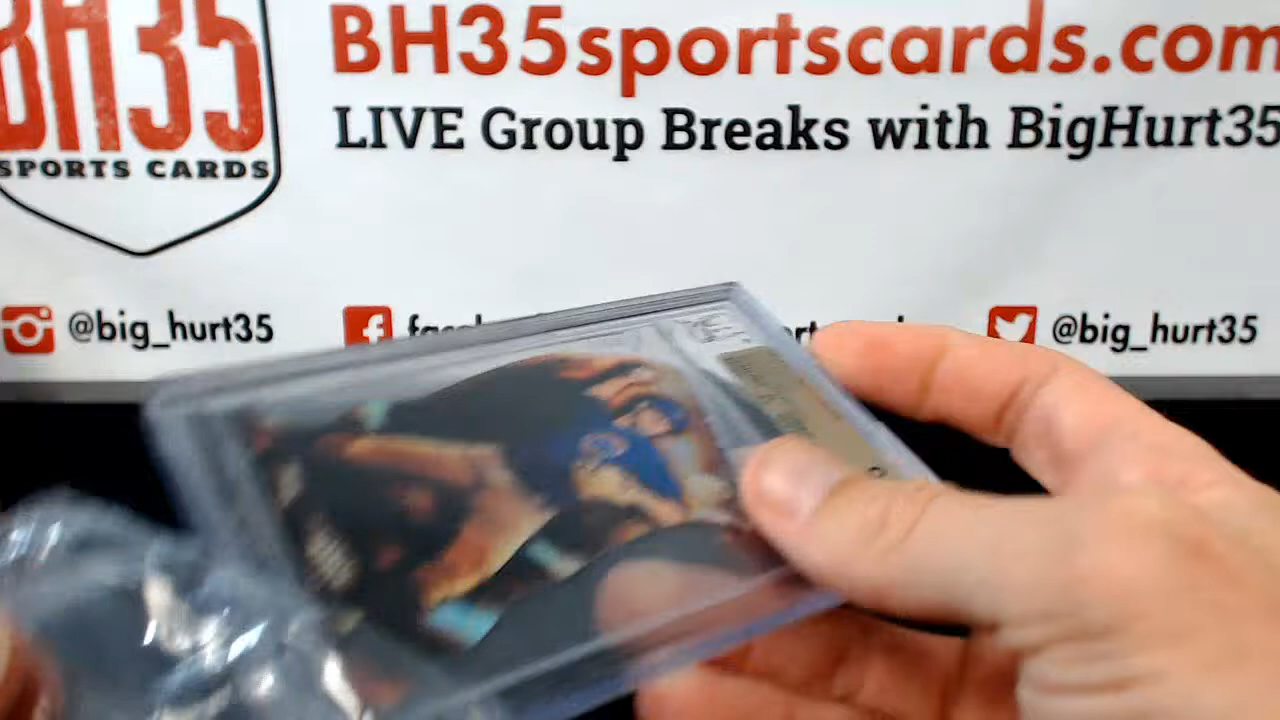 BH35
SPORTS CARDS
BH35sportscards.com
LIVE Group Breaks with BigHurt35
@big_hurt35
@big_hurt35